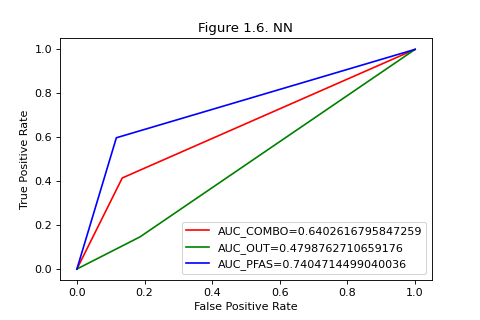 Figure 1.6. NN
True Positive Rate
1.0
0.8
0.6
0.4
0.2
0.0
AUC_COMBO=0.6402616795847259
AUC_OUT=0.4798762710659176
AUC_PFAS=0.7404714499040036
0.0 0.2 0.4 0.6 0.8 1.0
False Positive Rate